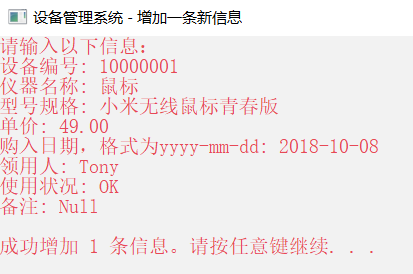 设备管理系统 - 增加一条新信息
请输入以下信息：
设备编号: 10000001
仪器名称: 鼠标
型号规格: 小米无线鼠标青春版
单价: 49.00
购入日期，格式为yyyy-mm-dd: 2018-10-08
领用人: Tony
使用状况: OK
备注: Null
成功增加 1 条信息。请按任意键继续. . .